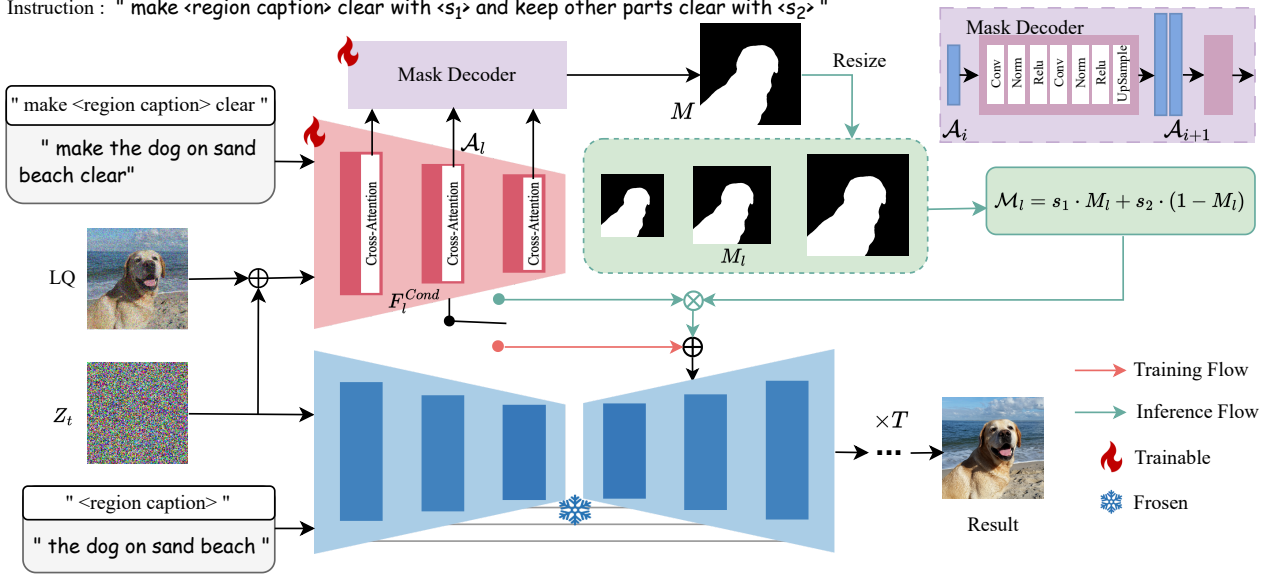 Instruction : " make <region caption> clear with <s₁> and keep other parts clear with <s₂> "
Mask Decoder
Mask Decoder
Conv
Norm
Relu
Conv
Norm
Relu
UpSample
𝒜ᵢ
𝒜ᵢ₊₁
M
Resize
" make <region caption> clear "
" make the dog on sand
beach clear"
𝒜ₗ
Cross-Attention
Cross-Attention
Cross-Attention
Mₗ
ℳₗ = s₁ · Mₗ + s₂ · (1 − Mₗ)
LQ
Fₗ^Cond
Zₜ
×T
...
Training Flow
Inference Flow
Trainable
Frosen
Result
" <region caption> "
" the dog on sand beach "